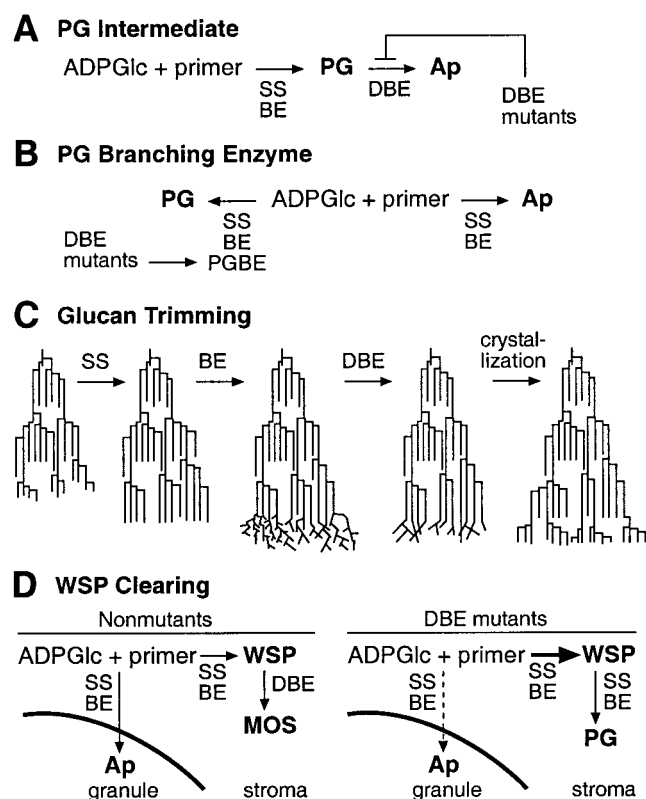 A PG Intermediate
ADPGlc + primer → PG → Ap
SS
BE
DBE
DBE
mutants
B PG Branching Enzyme
PG ← ADPGlc + primer → Ap
SS
BE
SS
BE
DBE
mutants → PGBE
C Glucan Trimming
SS
BE
DBE
crystal-
lization
D WSP Clearing
Nonmutants
ADPGlc + primer → WSP
SS
BE
SS
BE
DBE
MOS
Ap
granule
stroma
DBE mutants
ADPGlc + primer → WSP
SS
BE
SS
BE
SS
BE
PG
Ap
granule
stroma